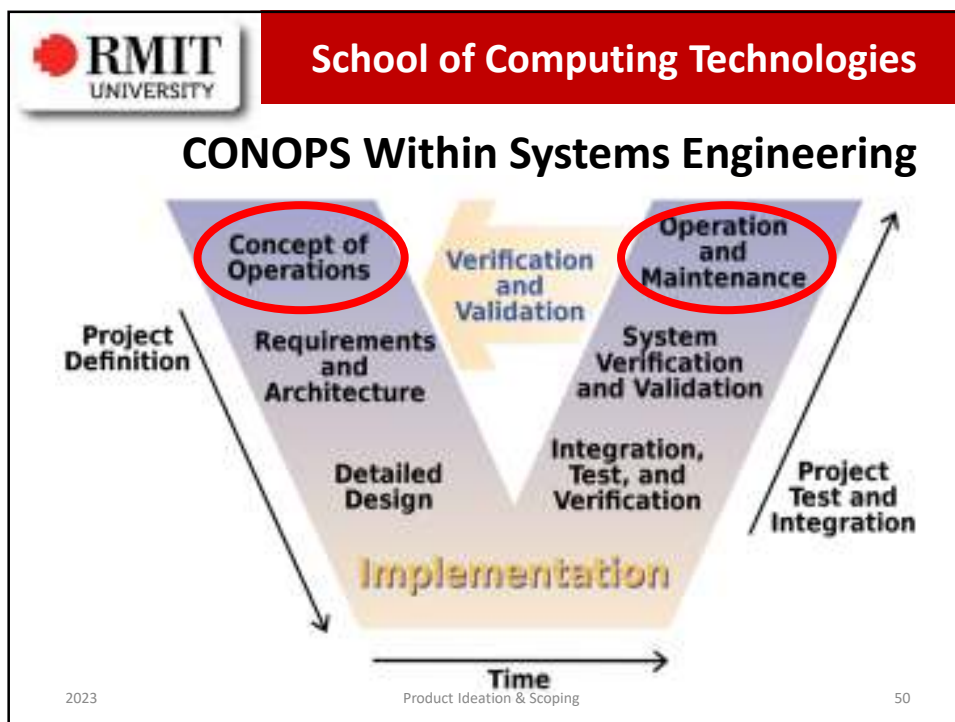 RMIT
UNIVERSITY
School of Computing Technologies
CONOPS Within Systems Engineering
Concept of
Operations
Verification
and
Validation
Operation
and
Maintenance
Project
Definition
Requirements
and
Architecture
System
Verification
and Validation
Detailed
Design
Integration,
Test, and
Verification
Project
Test and
Integration
Implementation
Time
2023
Product Ideation & Scoping
50